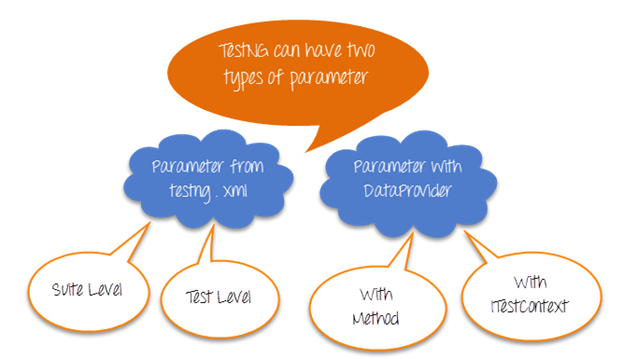 TestNG can have two
types of parameter
Parameter from
testng . xml
Parameter with
DataProvider
Suite Level
Test Level
With
Method
With
ITestContext